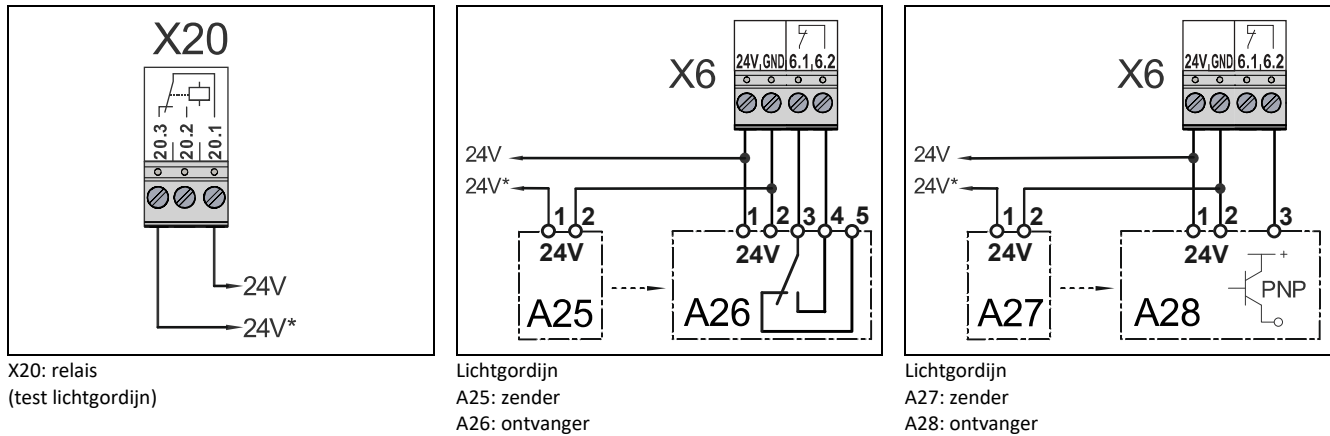 X20
20.3 20.2 20.1
24V
24V*
X20: relais
(test lichtgordijn)
X6
24V GND 6.1 6.2
24V
24V*
1 2
24V
A25
1 2 3 4 5
24V
A26
Lichtgordijn
A25: zender
A26: ontvanger
X6
24V GND 6.1 6.2
24V
24V*
1 2
24V
A27
1 2 3
24V
A28
+
PNP
Lichtgordijn
A27: zender
A28: ontvanger